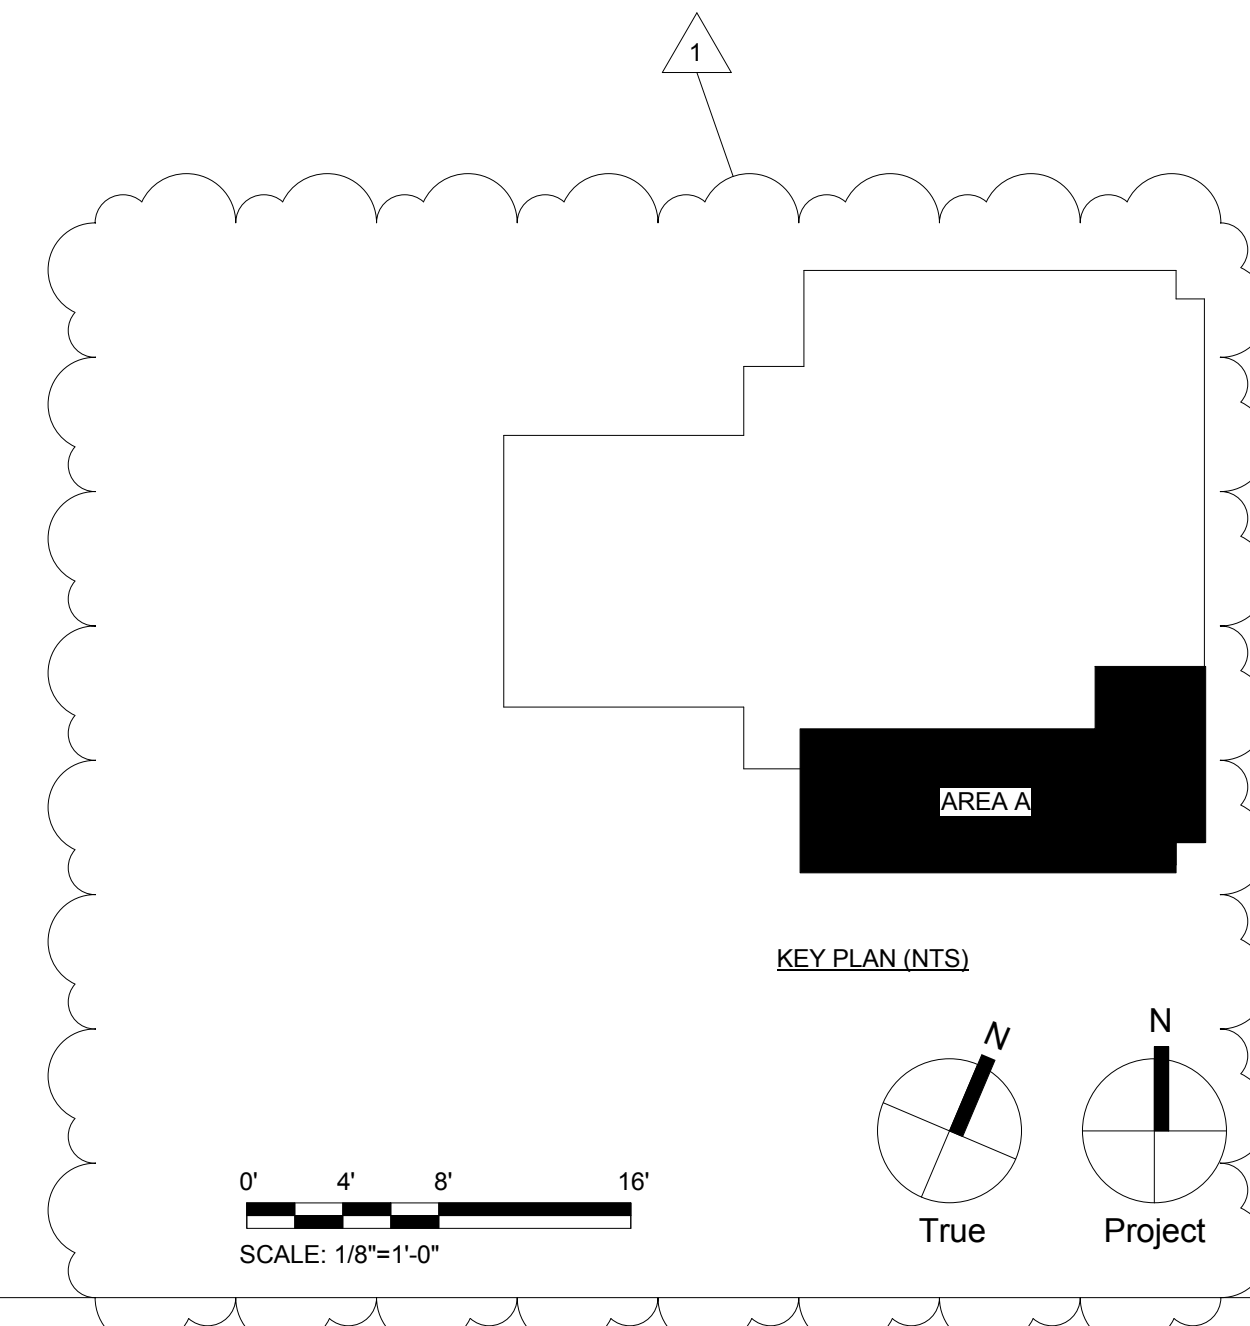 1
AREA A
KEY PLAN (NTS)
N
N
True
Project
0' 4' 8' 16'
SCALE: 1/8"=1'-0"